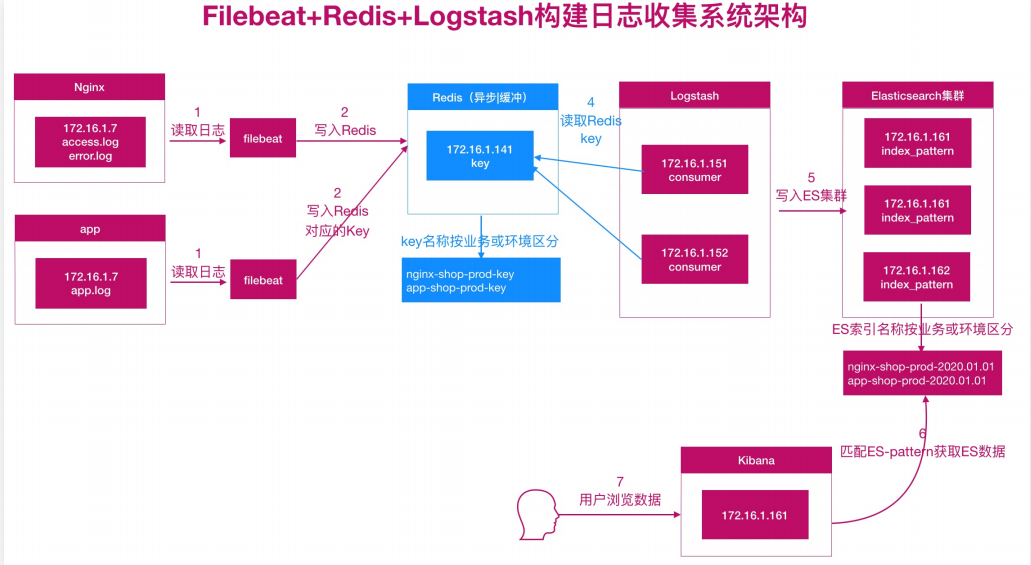 Filebeat+Redis+Logstash构建日志收集系统架构
Nginx
172.16.1.7
access.log
error.log
1
读取日志
filebeat
2
写入Redis
app
172.16.1.7
app.log
1
读取日志
filebeat
2
写入Redis
对应的Key
Redis（异步|缓冲）
172.16.1.141
key
key名称按业务或环境区分
nginx-shop-prod-key
app-shop-prod-key
4
读取Redis
key
Logstash
172.16.1.151
consumer
172.16.1.152
consumer
5
写入ES集群
Elasticsearch集群
172.16.1.161
index_pattern
172.16.1.161
index_pattern
172.16.1.162
index_pattern
ES索引名称按业务或环境区分
nginx-shop-prod-2020.01.01
app-shop-prod-2020.01.01
6
匹配ES-pattern获取ES数据
Kibana
172.16.1.161
7
用户浏览数据